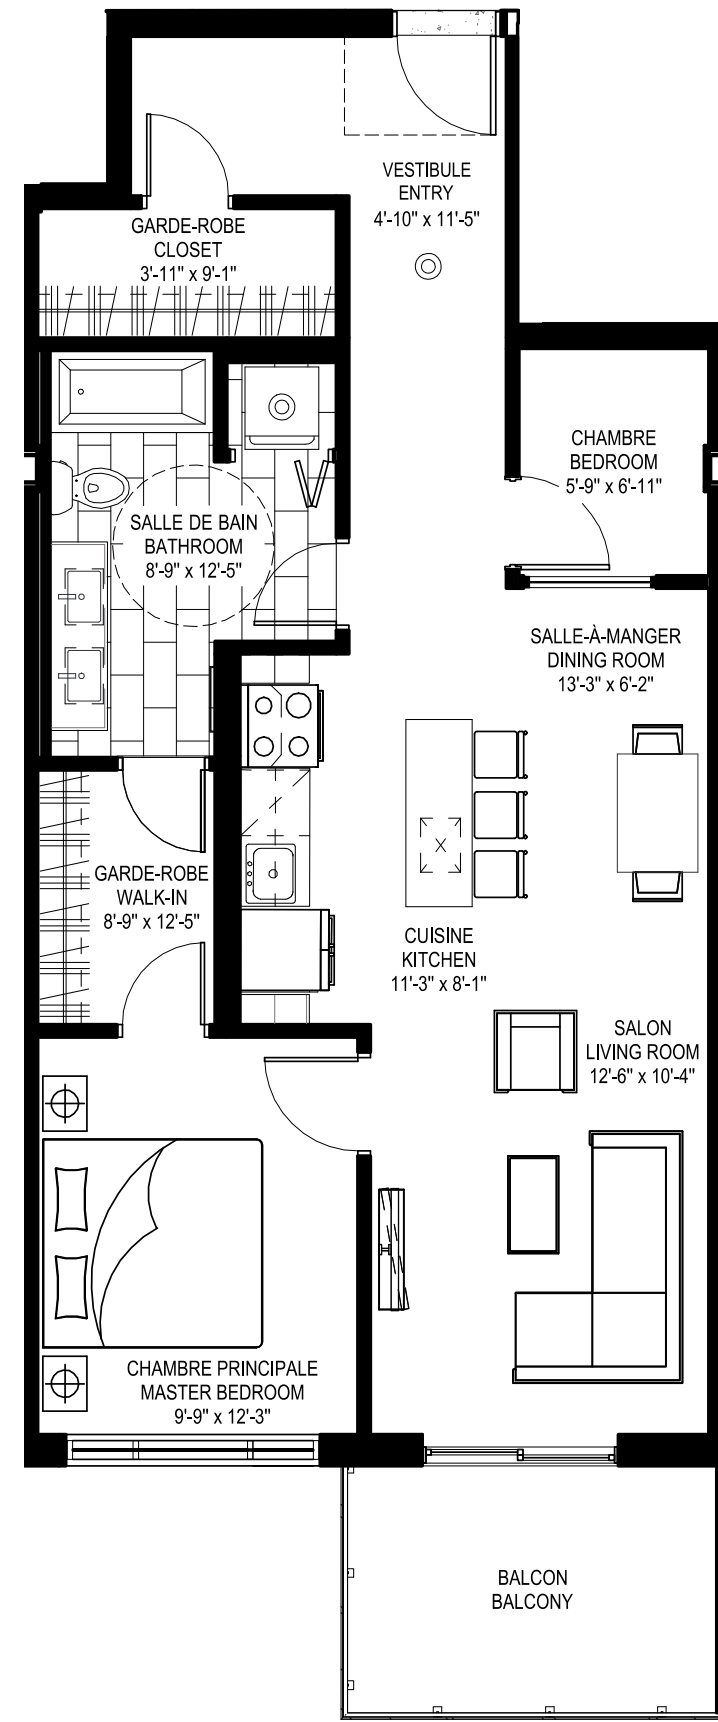 VESTIBULE
ENTRY
4'-10" x 11'-5"
GARDE-ROBE
CLOSET
3'-11" x 9'-1"
CHAMBRE
BEDROOM
5'-9" x 6'-11"
SALLE DE BAIN
BATHROOM
8'-9" x 12'-5"
SALLE-À-MANGER
DINING ROOM
13'-3" x 6'-2"
GARDE-ROBE
WALK-IN
8'-9" x 12'-5"
CUISINE
KITCHEN
11'-3" x 8'-1"
SALON
LIVING ROOM
12'-6" x 10'-4"
CHAMBRE PRINCIPALE
MASTER BEDROOM
9'-9" x 12'-3"
BALCON
BALCONY